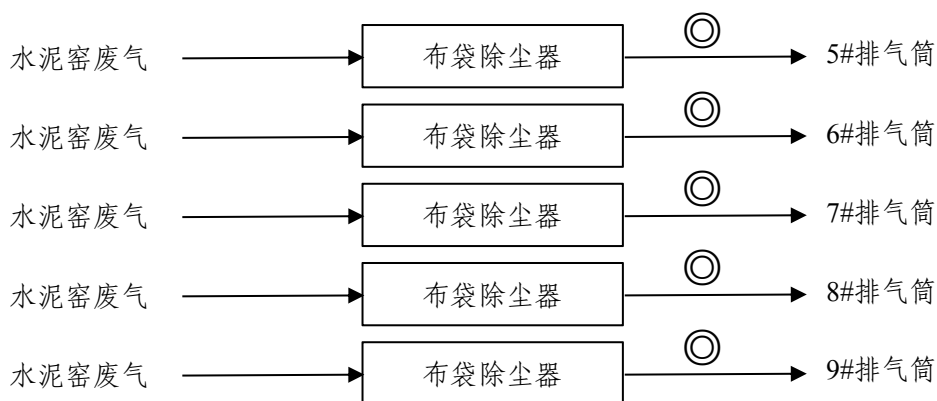 水泥窑废气 布袋除尘器 5#排气筒
水泥窑废气 布袋除尘器 6#排气筒
水泥窑废气 布袋除尘器 7#排气筒
水泥窑废气 布袋除尘器 8#排气筒
水泥窑废气 布袋除尘器 9#排气筒